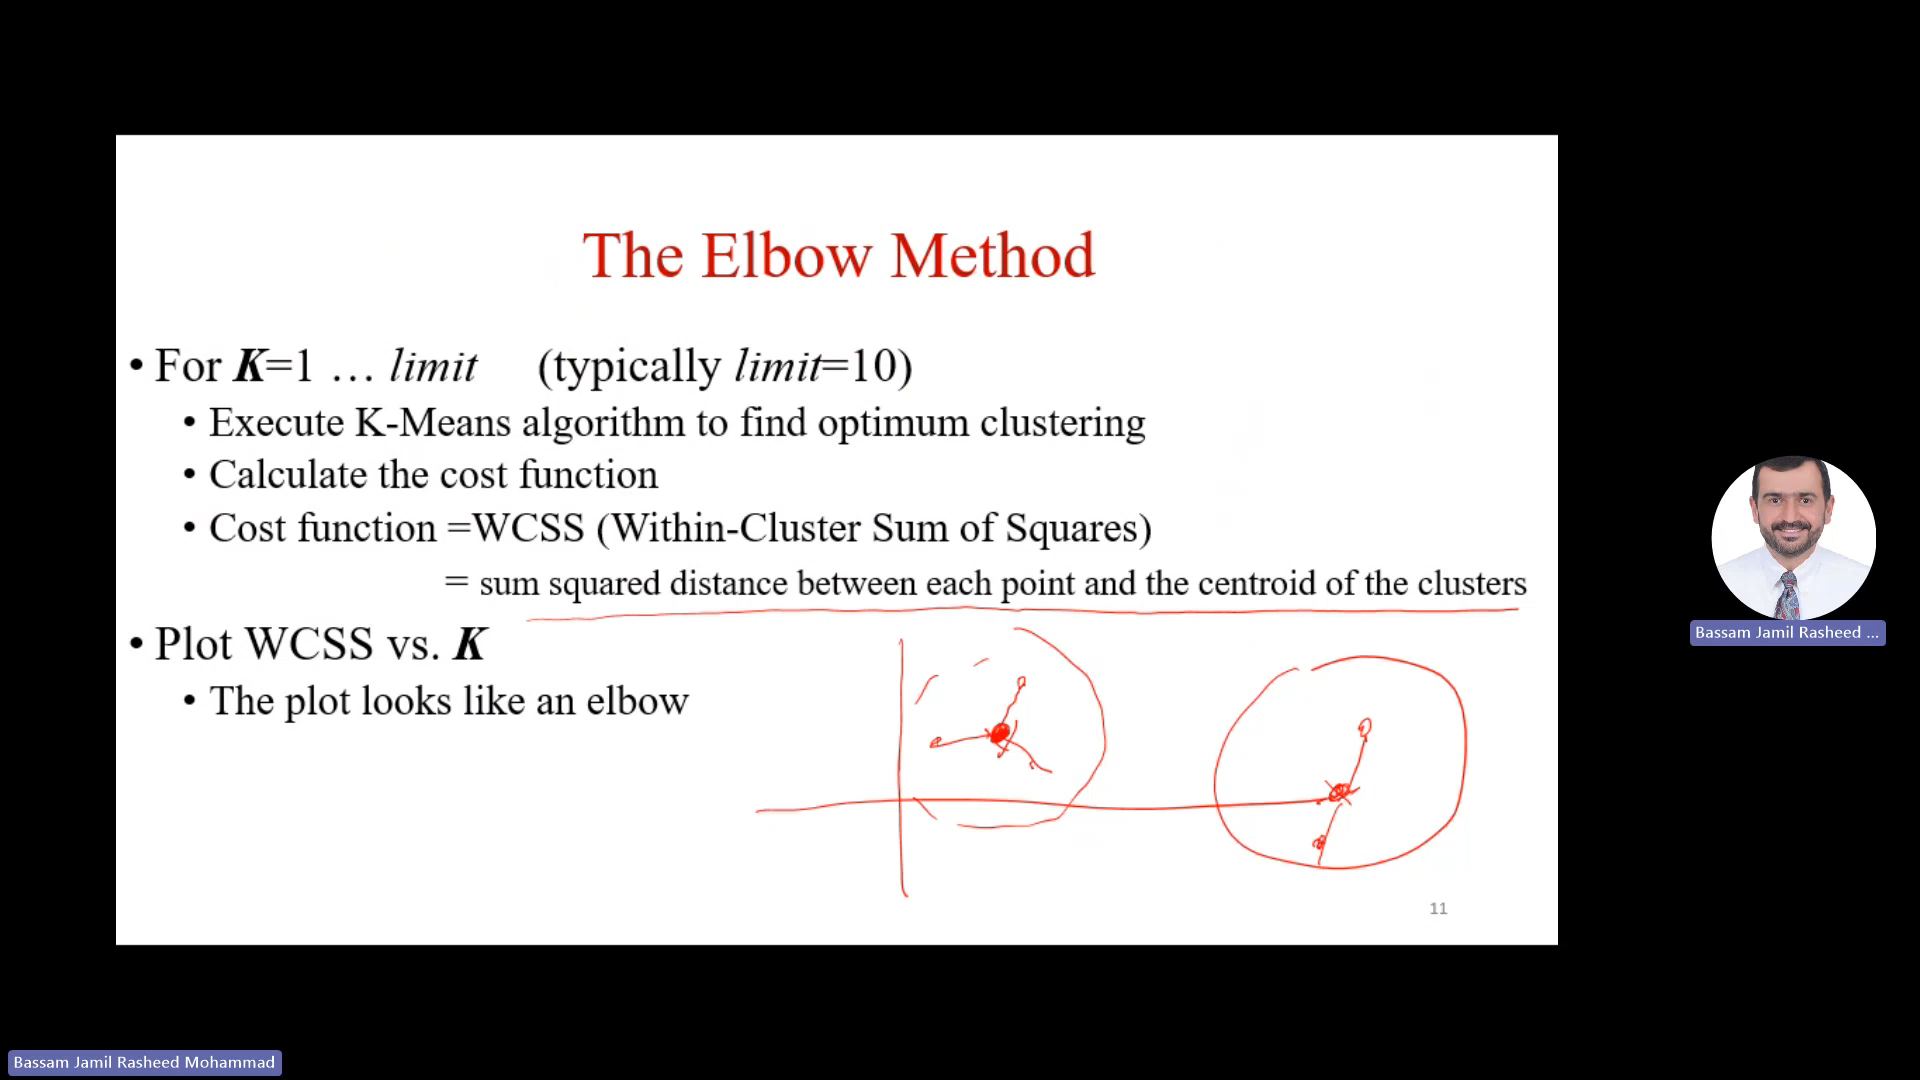 The Elbow Method
• For K=1 … limit (typically limit=10)
• Execute K-Means algorithm to find optimum clustering
• Calculate the cost function
• Cost function =WCSS (Within-Cluster Sum of Squares)
= sum squared distance between each point and the centroid of the clusters
• Plot WCSS vs. K
• The plot looks like an elbow
11
Bassam Jamil Rasheed ...
Bassam Jamil Rasheed Mohammad